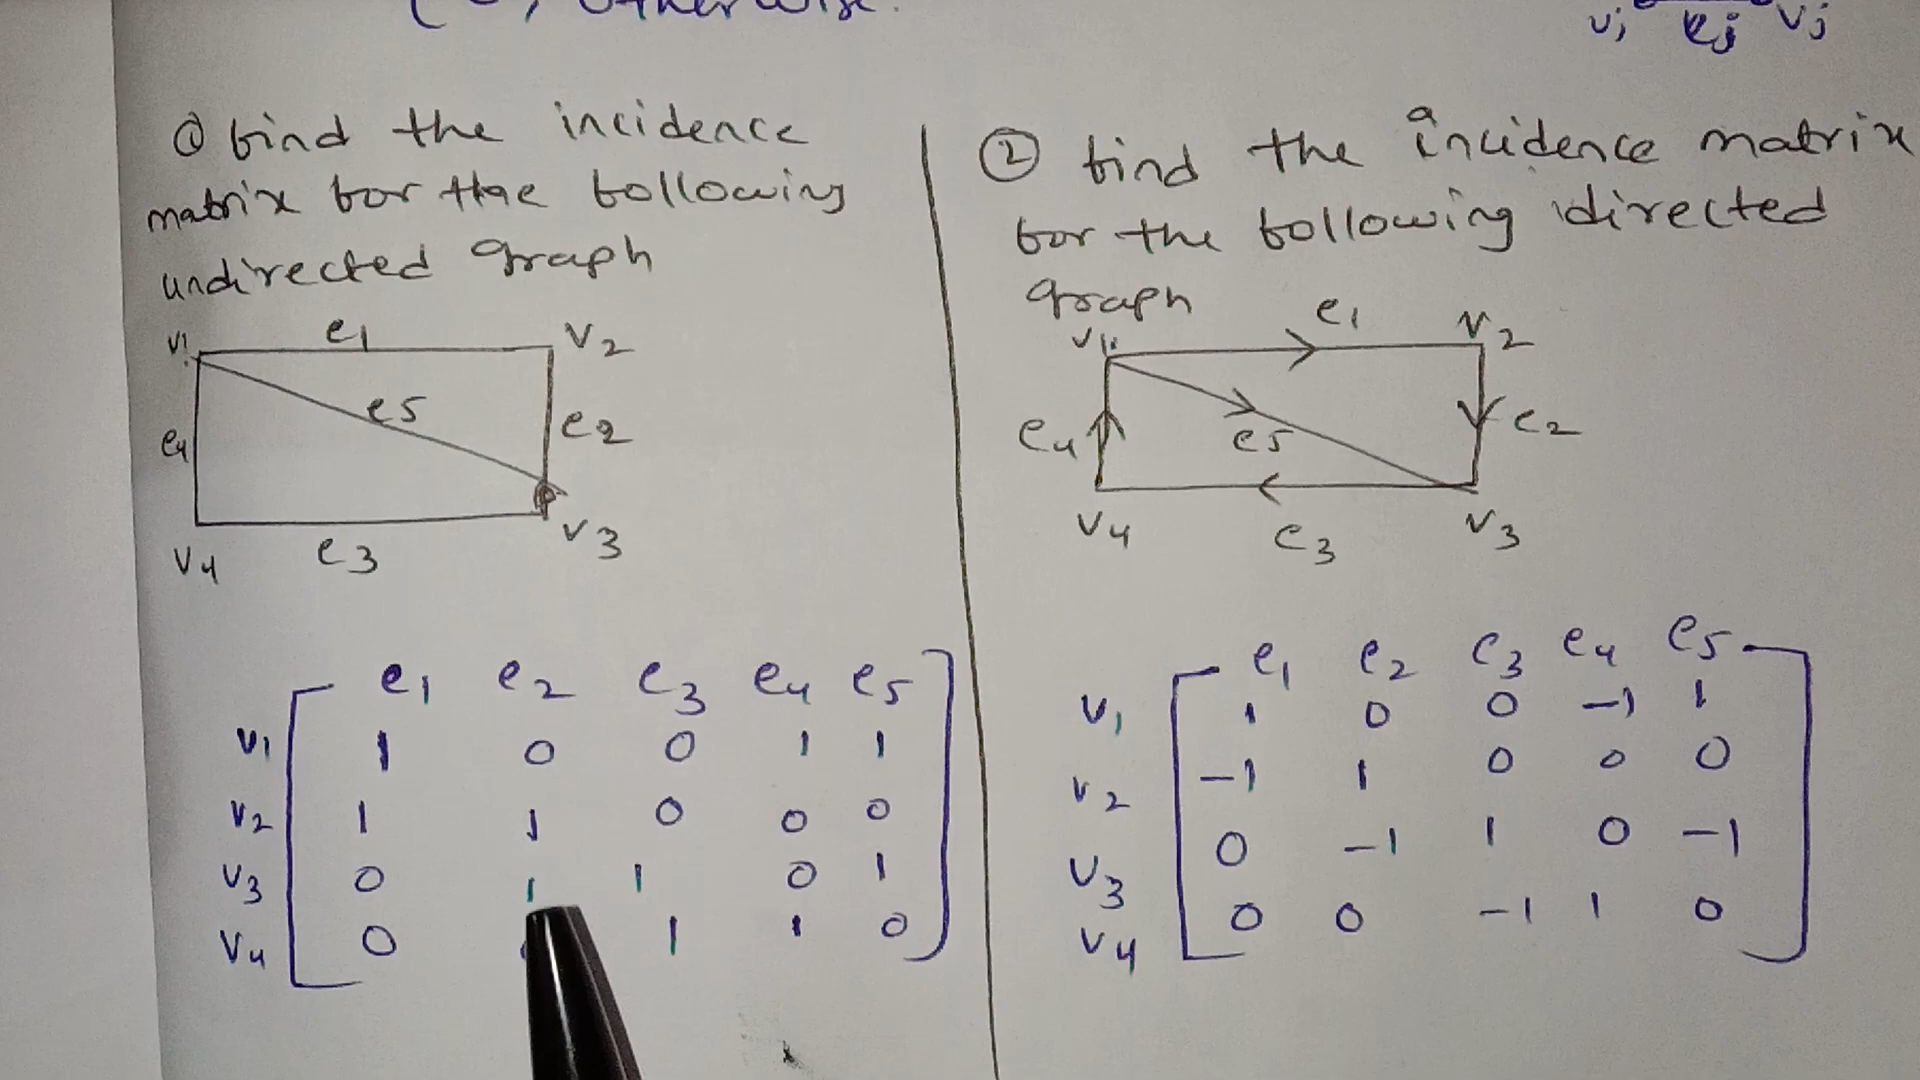 0, otherwise.
vi ej vj
① find the incidence
matrix for the following
undirected graph
v1 e1 v2
e5
e4 e2
v4 e3 v3
e1 e2 e3 e4 e5
v1 1 0 0 1 1
v2 1 1 0 0 0
v3 0 1 1 0 1
v4 0 1 1 0
② find the incidence matrix
for the following directed
graph
v1 e1 v2
e4 e5 e2
v4 e3 v3
e1 e2 e3 e4 e5
v1 1 0 0 -1 1
v2 -1 1 0 0 0
v3 0 -1 1 0 -1
v4 0 0 -1 1 0